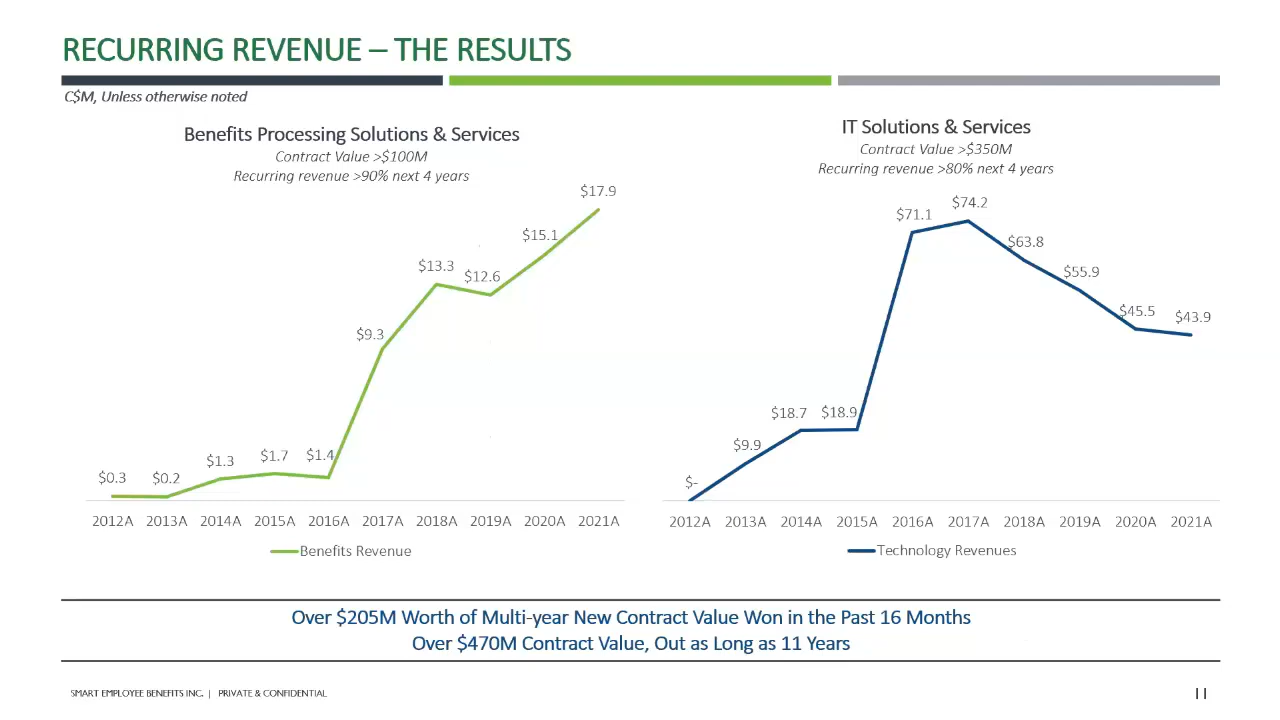 RECURRING REVENUE – THE RESULTS
C$M, Unless otherwise noted
Benefits Processing Solutions & Services
Contract Value >$100M
Recurring revenue >90% next 4 years
$0.3
$0.2
$1.3
$1.7
$1.4
$9.3
$13.3
$12.6
$15.1
$17.9
2012A 2013A 2014A 2015A 2016A 2017A 2018A 2019A 2020A 2021A
Benefits Revenue
IT Solutions & Services
Contract Value >$350M
Recurring revenue >80% next 4 years
$-
$9.9
$18.7
$18.9
$71.1
$74.2
$63.8
$55.9
$45.5
$43.9
2012A 2013A 2014A 2015A 2016A 2017A 2018A 2019A 2020A 2021A
Technology Revenues
Over $205M Worth of Multi-year New Contract Value Won in the Past 16 Months
Over $470M Contract Value, Out as Long as 11 Years
SMART EMPLOYEE BENEFITS INC. | PRIVATE & CONFIDENTIAL
11